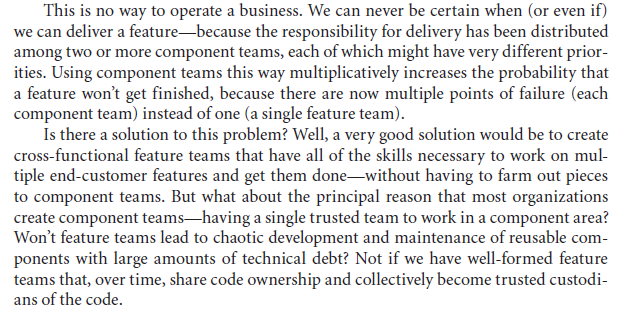 This is no way to operate a business. We can never be certain when (or even if)
we can deliver a feature—because the responsibility for delivery has been distributed
among two or more component teams, each of which might have very different prior-
ities. Using component teams this way multiplicatively increases the probability that
a feature won't get finished, because there are now multiple points of failure (each
component team) instead of one (a single feature team).
Is there a solution to this problem? Well, a very good solution would be to create
cross-functional feature teams that have all of the skills necessary to work on mul-
tiple end-customer features and get them done—without having to farm out pieces
to component teams. But what about the principal reason that most organizations
create component teams—having a single trusted team to work in a component area?
Won't feature teams lead to chaotic development and maintenance of reusable com-
ponents with large amounts of technical debt? Not if we have well-formed feature
teams that, over time, share code ownership and collectively become trusted custodi-
ans of the code.